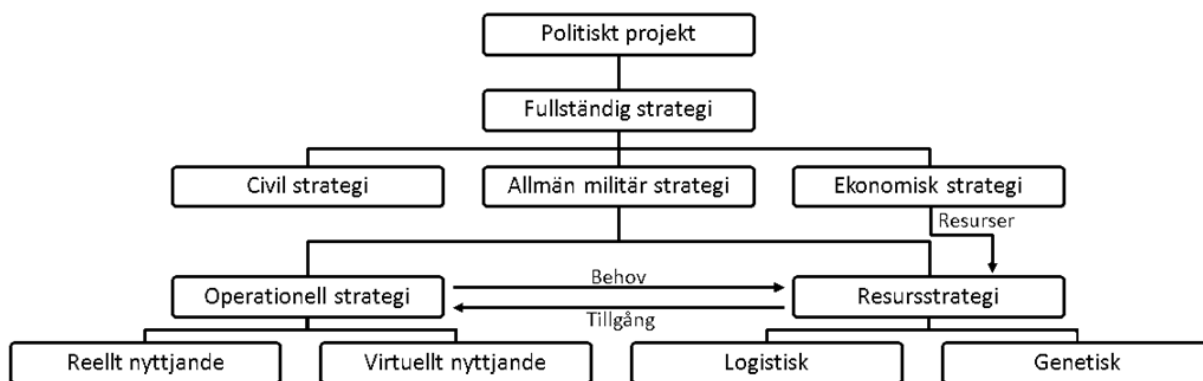 Politiskt projekt
Fullständig strategi
Civil strategi
Allmän militär strategi
Ekonomisk strategi
Resurser
Behov
Operationell strategi
Resursstrategi
Tillgång
Reellt nyttjande
Virtuellt nyttjande
Logistisk
Genetisk